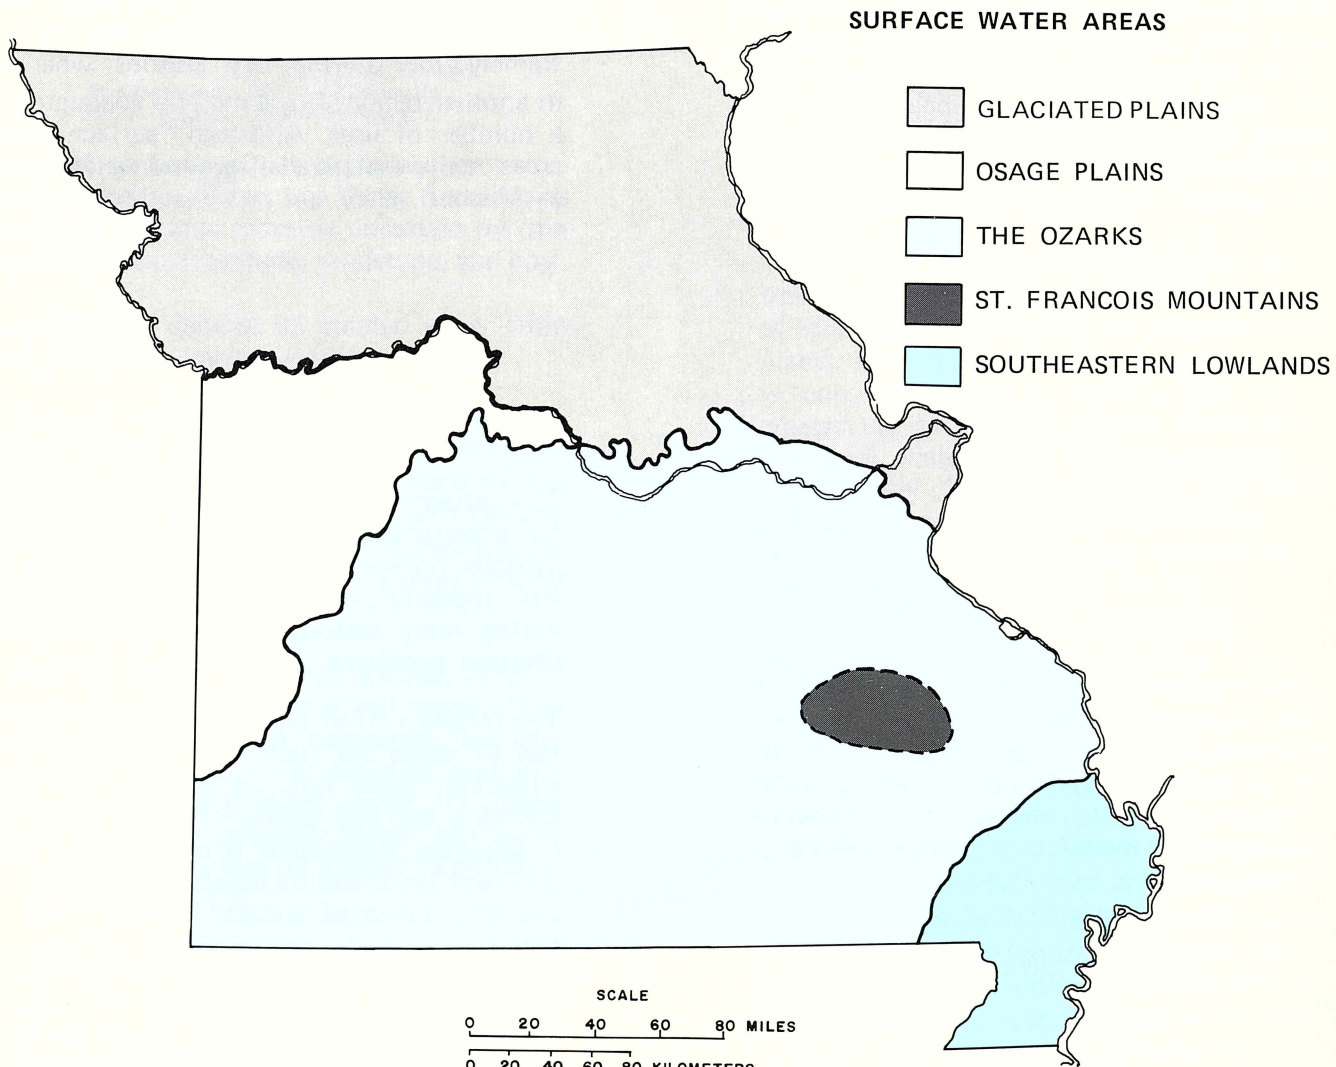 SURFACE WATER AREAS
GLACIATED PLAINS
OSAGE PLAINS
THE OZARKS
ST. FRANCOIS MOUNTAINS
SOUTHEASTERN LOWLANDS
SCALE
0 20 40 60 80 MILES
0 20 40 60 80 KILOMETERS